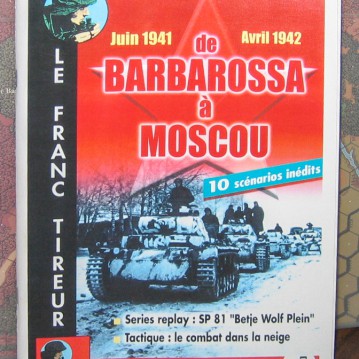 LE FRANC TIREUR
Juin 1941
Avril 1942
de
BARBAROSSA
à
MOSCOU
10 scénarios inédits
Series replay : SP 81 "Betje Wolf Plein"
Tactique : le combat dans la neige